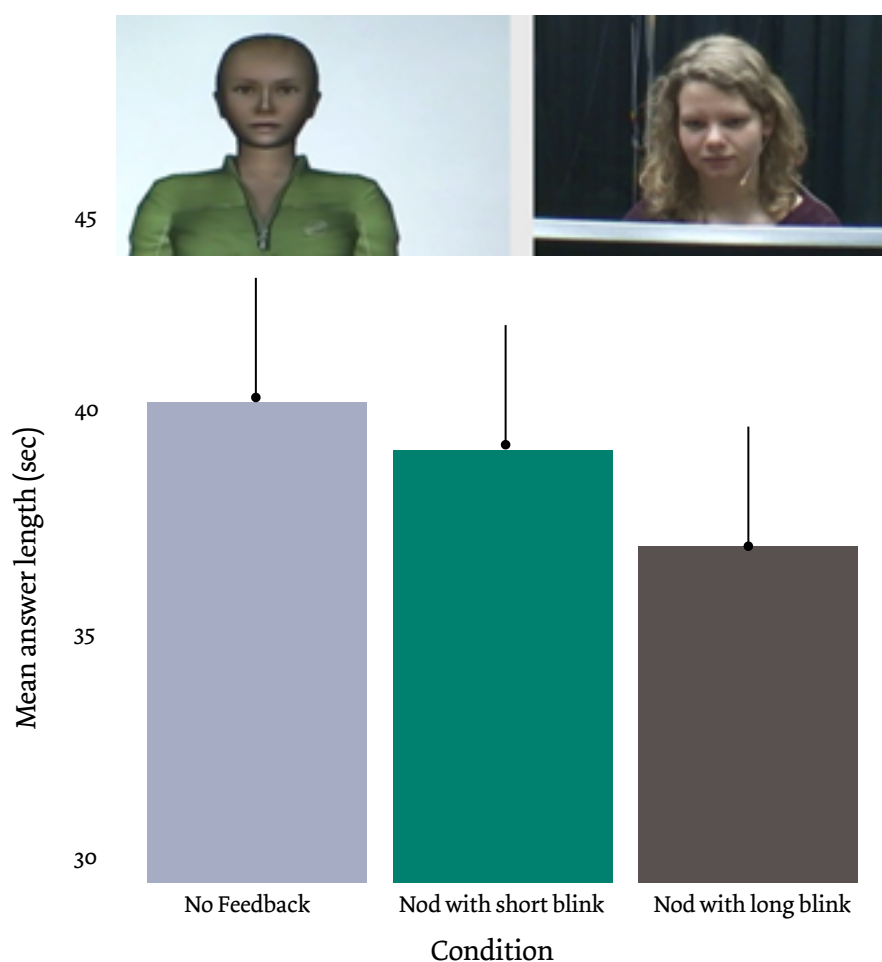 45
40
35
30
Mean answer length (sec)
No Feedback
Nod with short blink
Nod with long blink
Condition